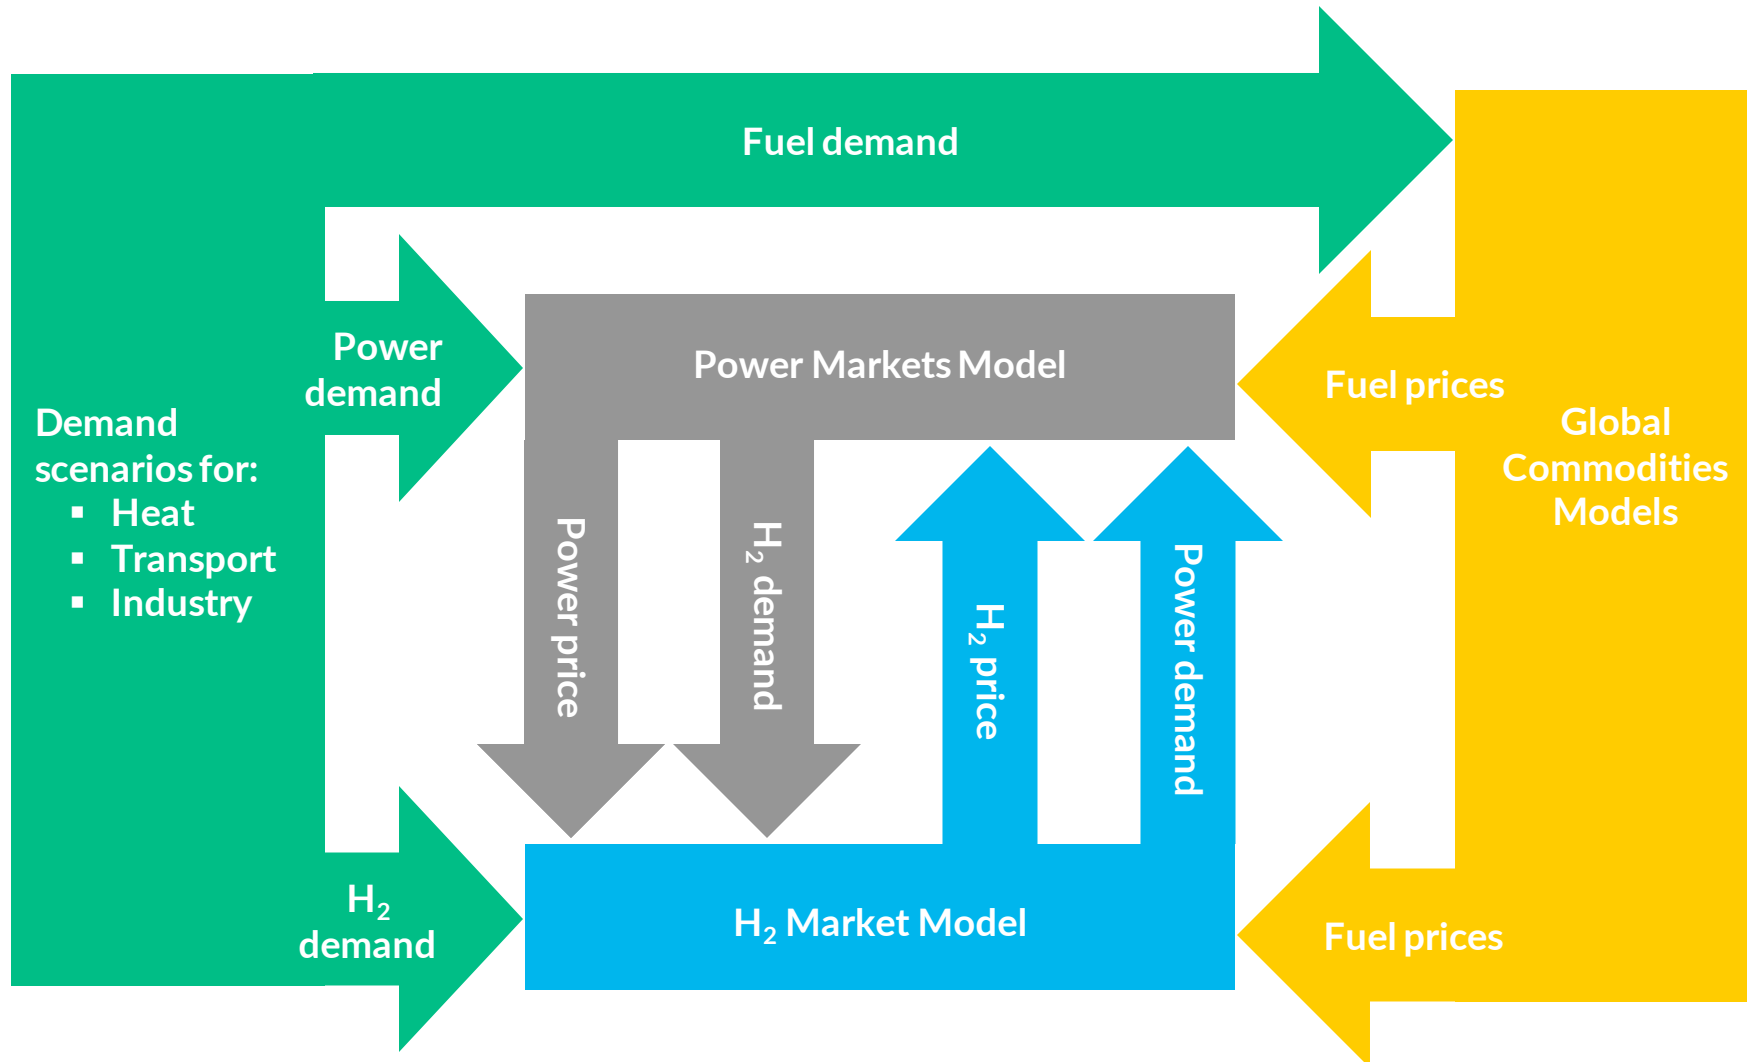 Fuel demand
Power
demand
Power Markets Model
Fuel prices
Demand
scenarios for:
▪ Heat
▪ Transport
▪ Industry
Global
Commodities
Models
Power price
H₂ demand
H₂ price
Power demand
H₂
demand
H₂ Market Model
Fuel prices